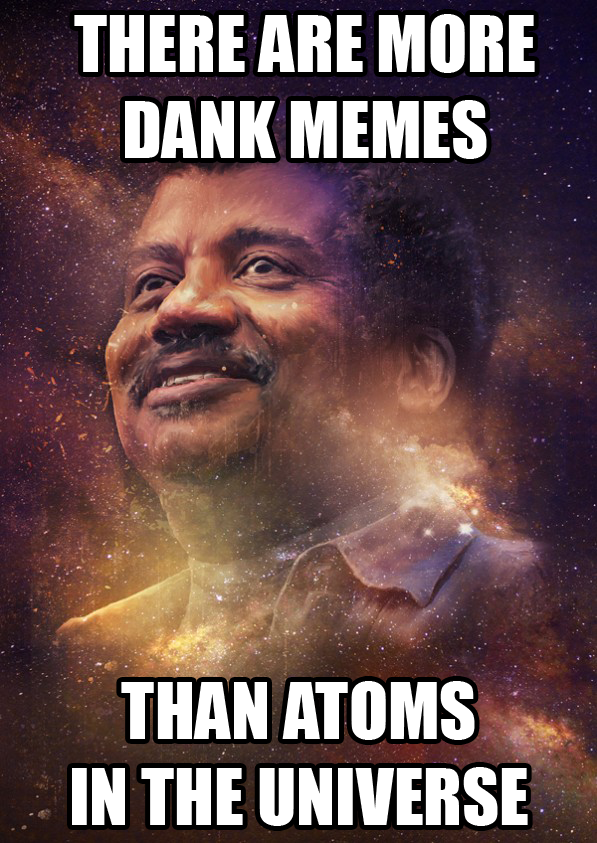 THERE ARE MORE
DANK MEMES
THAN ATOMS
IN THE UNIVERSE